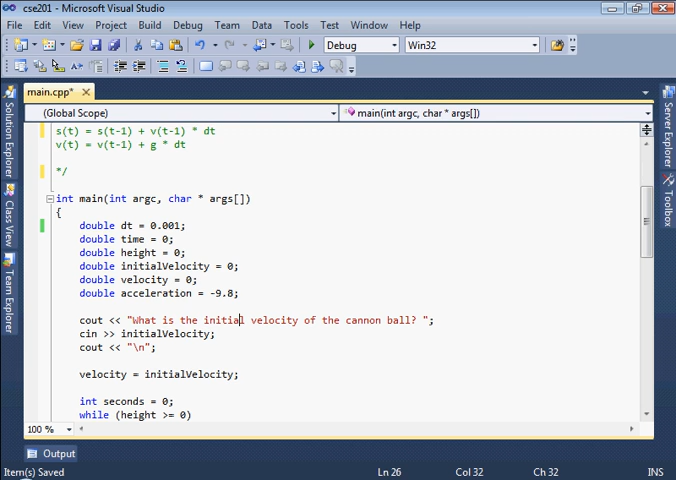 cse201 - Microsoft Visual Studio
File Edit View Project Build Debug Team Data Tools Test Window Help
Debug Win32
main.cpp*
(Global Scope) main(int argc, char * args[])
s(t) = s(t-1) + v(t-1) * dt
v(t) = v(t-1) + g * dt
*/
int main(int argc, char * args[])
{
double dt = 0.001;
double time = 0;
double height = 0;
double initialVelocity = 0;
double velocity = 0;
double acceleration = -9.8;
cout << "What is the initial velocity of the cannon ball? ";
cin >> initialVelocity;
cout << "\n";
velocity = initialVelocity;
int seconds = 0;
while (height >= 0)
100 %
Output
Item(s) Saved Ln 26 Col 32 Ch 32 INS
Solution Explorer
Class View
Team Explorer
Server Explorer
Toolbox